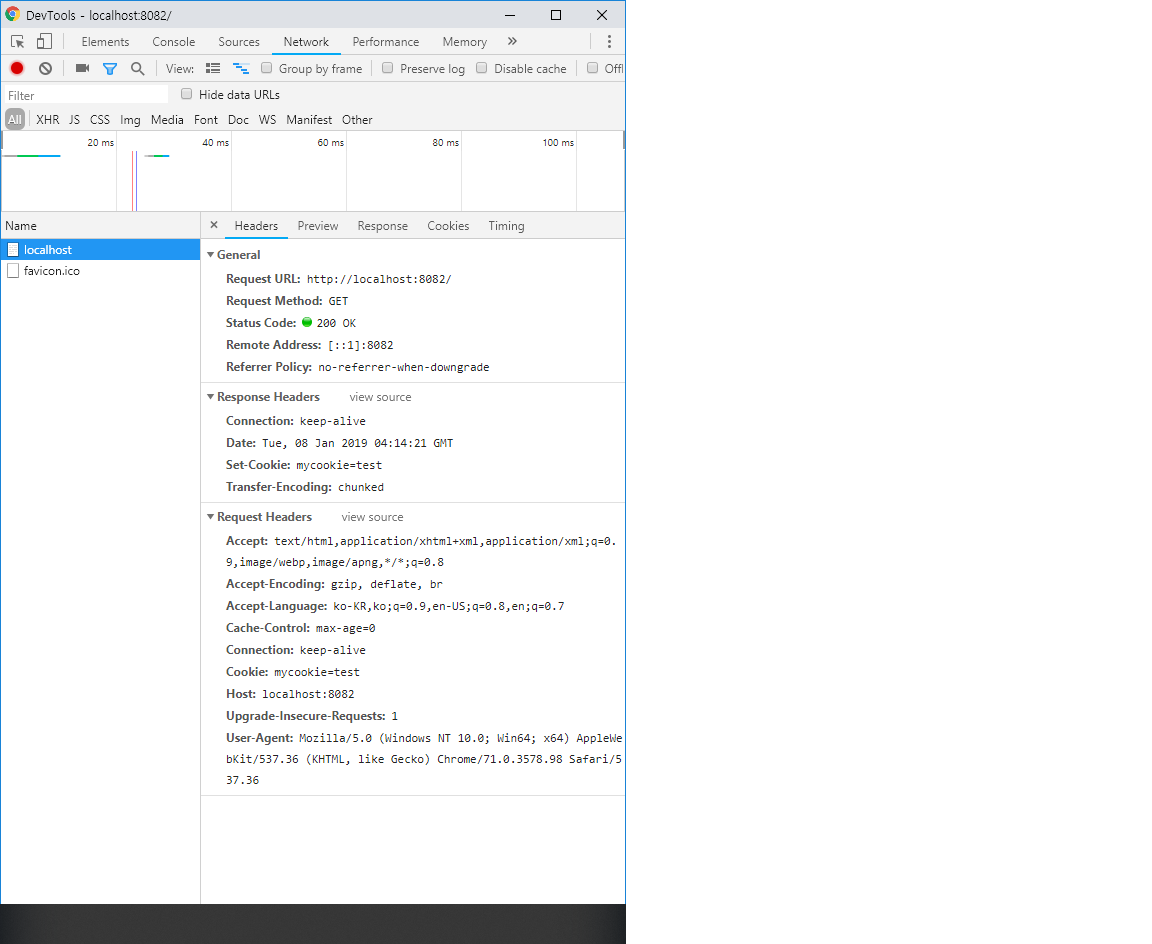 DevTools - localhost:8082/
Elements Console Sources Network Performance Memory »
View: Group by frame Preserve log Disable cache Offl
Filter Hide data URLs
All XHR JS CSS Img Media Font Doc WS Manifest Other
20 ms 40 ms 60 ms 80 ms 100 ms
Name
localhost
favicon.ico
× Headers Preview Response Cookies Timing
General
Request URL: http://localhost:8082/
Request Method: GET
Status Code: 200 OK
Remote Address: [::1]:8082
Referrer Policy: no-referrer-when-downgrade
Response Headers view source
Connection: keep-alive
Date: Tue, 08 Jan 2019 04:14:21 GMT
Set-Cookie: mycookie=test
Transfer-Encoding: chunked
Request Headers view source
Accept: text/html,application/xhtml+xml,application/xml;q=0.
9,image/webp,image/apng,*/*;q=0.8
Accept-Encoding: gzip, deflate, br
Accept-Language: ko-KR,ko;q=0.9,en-US;q=0.8,en;q=0.7
Cache-Control: max-age=0
Connection: keep-alive
Cookie: mycookie=test
Host: localhost:8082
Upgrade-Insecure-Requests: 1
User-Agent: Mozilla/5.0 (Windows NT 10.0; Win64; x64) AppleWe
bKit/537.36 (KHTML, like Gecko) Chrome/71.0.3578.98 Safari/5
37.36